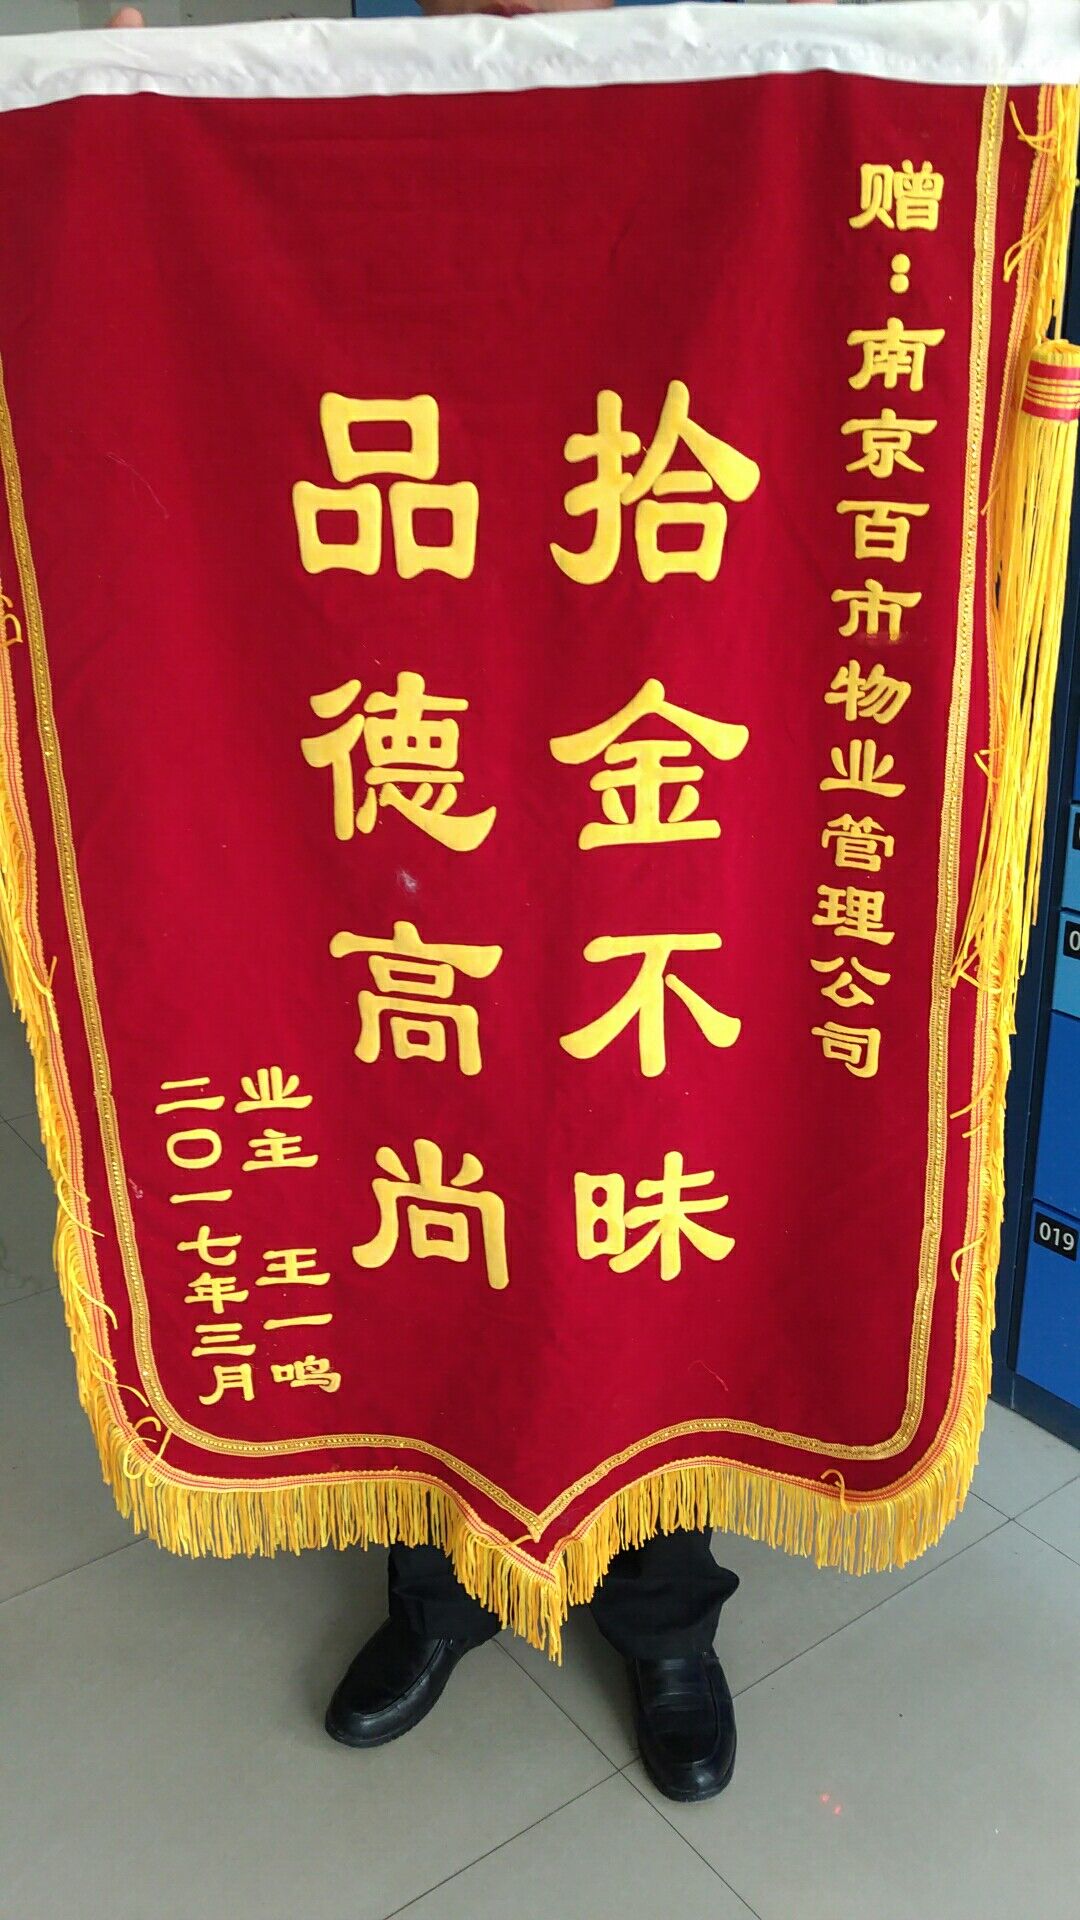 赠：南京百市物业管理公司
拾金不昧
品德高尚
业主 王一鸣
二〇一七年三月
019